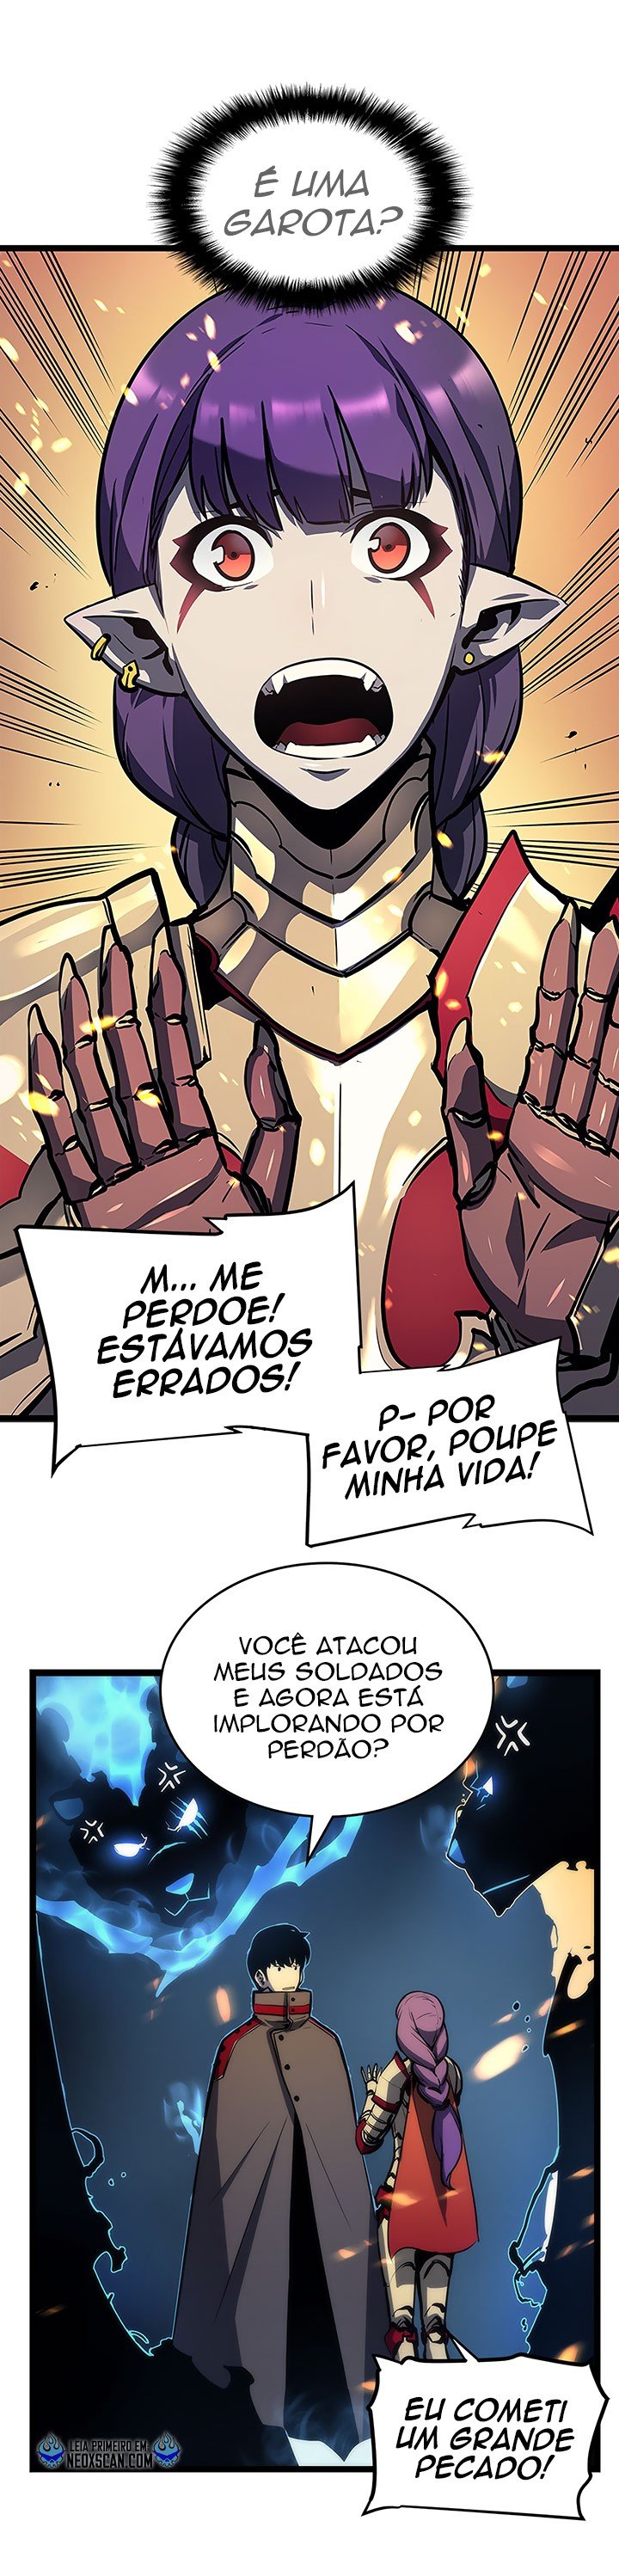 É UMA
GAROTA?
M... ME
PERDOE!
ESTÁVAMOS
ERRADOS!
P- POR
FAVOR, POUPE
MINHA VIDA!
VOCÊ ATACOU
MEUS SOLDADOS
E AGORA ESTÁ
IMPLORANDO POR
PERDÃO?
EU COMETI
UM GRANDE
PECADO!
LEIA PRIMEIRO EM
NEOXSCAN.COM